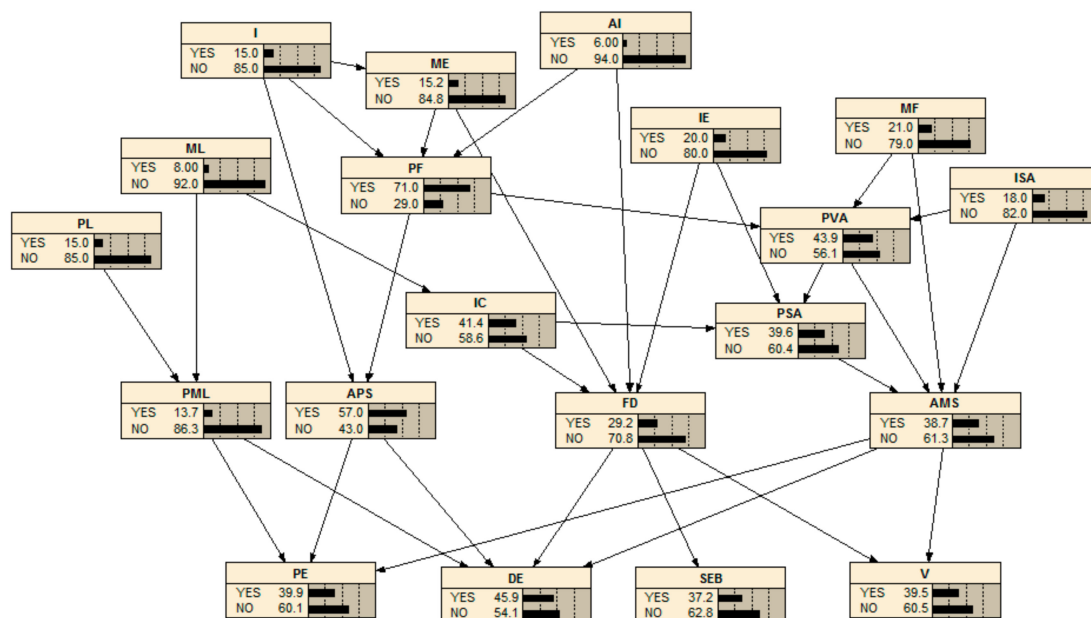 I
YES 15.0
NO 85.0
AI
YES 6.00
NO 94.0
ME
YES 15.2
NO 84.8
IE
YES 20.0
NO 80.0
MF
YES 21.0
NO 79.0
ML
YES 8.00
NO 92.0
PF
YES 71.0
NO 29.0
ISA
YES 18.0
NO 82.0
PL
YES 15.0
NO 85.0
PVA
YES 43.9
NO 56.1
IC
YES 41.4
NO 58.6
PSA
YES 39.6
NO 60.4
PML
YES 13.7
NO 86.3
APS
YES 57.0
NO 43.0
FD
YES 29.2
NO 70.8
AMS
YES 38.7
NO 61.3
PE
YES 39.9
NO 60.1
DE
YES 45.9
NO 54.1
SEB
YES 37.2
NO 62.8
V
YES 39.5
NO 60.5